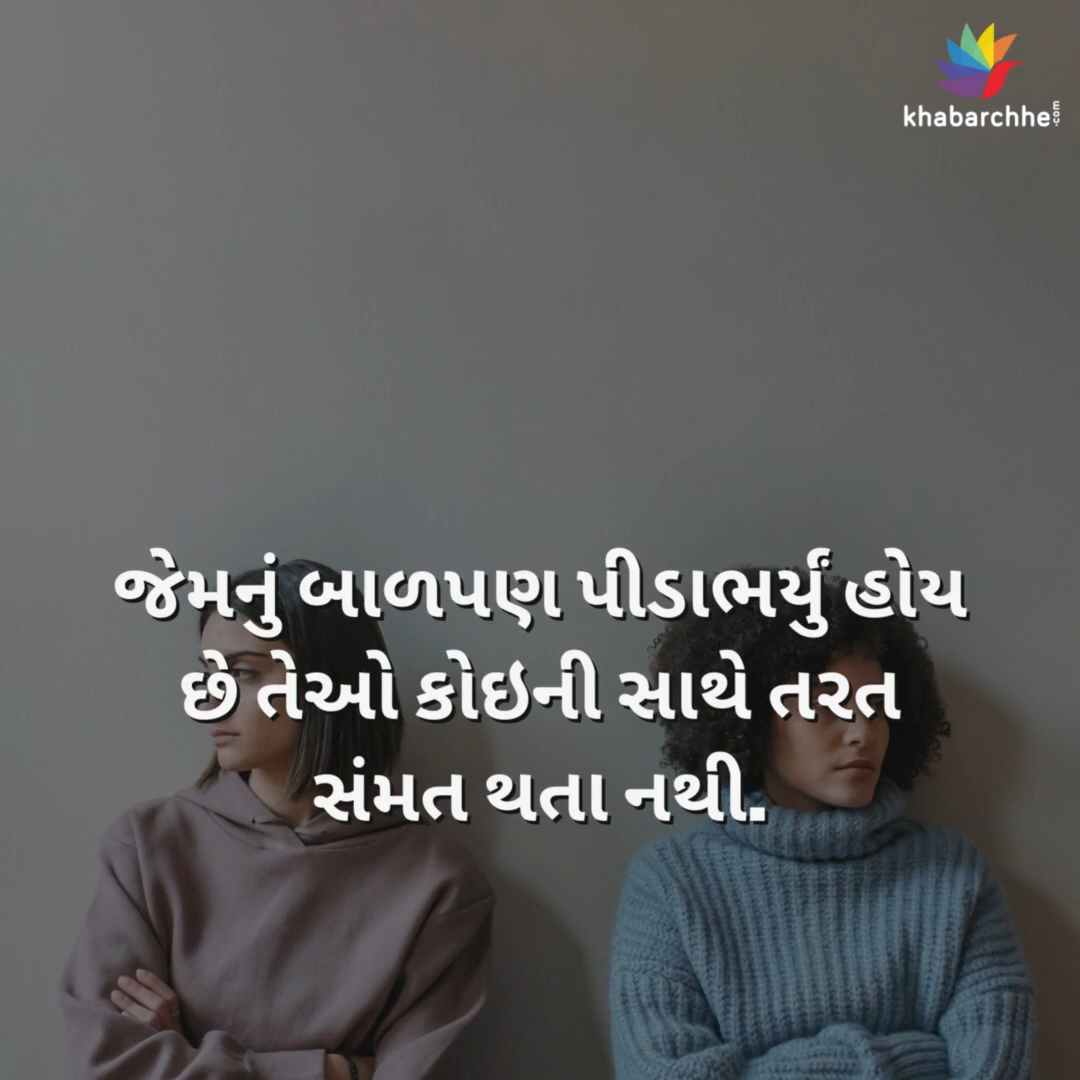 khabarchhe.com
જેમનું બાળપણ પીડાભર્યું હોય
છે તેઓ કોઇની સાથે તરત
સંમત થતા નથી.